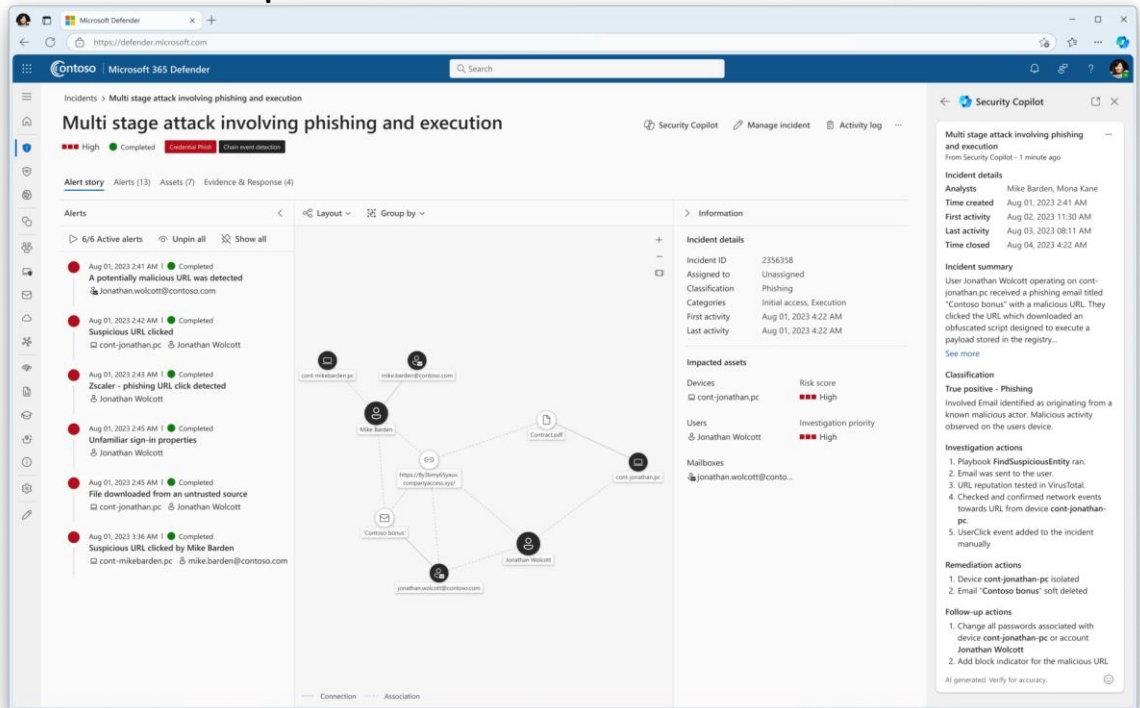 Microsoft Defender
https://defender.microsoft.com
Contoso Microsoft 365 Defender
Search
Incidents > Multi stage attack involving phishing and execution
Multi stage attack involving phishing and execution
Security Copilot Manage incident Activity log ...
High Completed Credential Phish Chain event detection
Alert story Alerts (13) Assets (7) Evidence & Response (4)
Alerts
6/6 Active alerts Unpin all Show all
Aug 01, 2023 2:41 AM | Completed
A potentially malicious URL was detected
Jonathan.wolcott@contoso.com
Aug 01, 2023 2:42 AM | Completed
Suspicious URL clicked
cont-jonathan.pc Jonathan Wolcott
Aug 01, 2023 2:43 AM | Completed
Zscaler - phishing URL click detected
Jonathan Wolcott
Aug 01, 2023 2:45 AM | Completed
Unfamiliar sign-in properties
Jonathan Wolcott
Aug 01, 2023 2:45 AM | Completed
File downloaded from an untrusted source
cont-jonathan.pc Jonathan Wolcott
Aug 01, 2023 3:36 AM | Completed
Suspicious URL clicked by Mike Barden
cont-mikebarden.pc mike.barden@contoso.com
Layout Group by
cont-mikebarden.pc
mike.barden@contoso.com
Mike Barden
Contract.pdf
companyaccess.xyz/
cont-jonathan.pc
'Contoso bonus'
Jonathan Wolcott
jonathan.wolcott@contoso.com
Connection Association
Information
Incident details
Incident ID 2356358
Assigned to Unassigned
Classification Phishing
Categories Initial access, Execution
First activity Aug 01, 2023 4:22 AM
Last activity Aug 01, 2023 4:22 AM
Impacted assets
Devices Risk score
cont-jonathan.pc High
Users Investigation priority
Jonathan Wolcott High
Mailboxes
jonathan.wolcott@conto...
Security Copilot
Multi stage attack involving phishing ...
and execution
From Security Copilot - 1 minute ago
Incident details
Analysts Mike Barden, Mona Kane
Time created Aug 01, 2023 2:41 AM
First activity Aug 02, 2023 11:30 AM
Last activity Aug 03, 2023 08:11 AM
Time closed Aug 04, 2023 4:22 AM
Incident summary
User Jonathan Wolcott operating on cont-
jonathan.pc received a phishing email titled
"Contoso bonus" with a malicious URL. They
clicked the URL which downloaded an
obfuscated script designed to execute a
payload stored in the registry...
See more
Classification
True positive - Phishing
Involved Email identified as originating from a
known malicious actor. Malicious activity
observed on the users device.
Investigation actions
1. Playbook FindSuspiciousEntity ran.
2. Email was sent to the user.
3. URL reputation tested in VirusTotal.
4. Checked and confirmed network events
towards URL from device cont-jonathan-
pc.
5. UserClick event added to the incident
manually
Remediation actions
1. Device cont-jonathan-pc isolated
2. Email "Contoso bonus" soft deleted
Follow-up actions
1. Change all passwords associated with
device cont-jonathan-pc or account
Jonathan Wolcott
2. Add block indicator for the malicious URL
AI generated. Verify for accuracy.